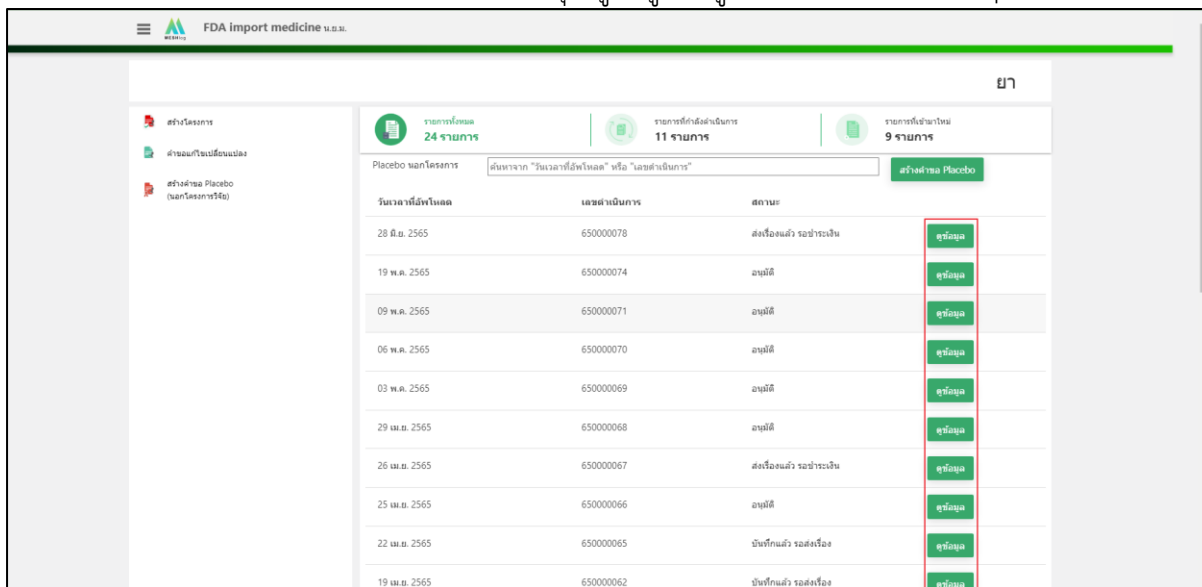 FDA import medicine น.ย.ม.
ยา
สร้างโครงการ
คำขอแก้ไขเปลี่ยนแปลง
สร้างคำขอ Placebo
(นอกโครงการวิจัย)
รายการทั้งหมด
24 รายการ
รายการที่กำลังดำเนินการ
11 รายการ
รายการที่เข้ามาใหม่
9 รายการ
Placebo นอกโครงการ
ค้นหาจาก "วันเวลาที่อัพโหลด" หรือ "เลขดำเนินการ"
สร้างคำขอ Placebo
วันเวลาที่อัพโหลด เลขดำเนินการ สถานะ
28 มิ.ย. 2565 650000078 ส่งเรื่องแล้ว รอชำระเงิน ดูข้อมูล
19 พ.ค. 2565 650000074 อนุมัติ ดูข้อมูล
09 พ.ค. 2565 650000071 อนุมัติ ดูข้อมูล
06 พ.ค. 2565 650000070 อนุมัติ ดูข้อมูล
03 พ.ค. 2565 650000069 อนุมัติ ดูข้อมูล
29 เม.ย. 2565 650000068 อนุมัติ ดูข้อมูล
26 เม.ย. 2565 650000067 ส่งเรื่องแล้ว รอชำระเงิน ดูข้อมูล
25 เม.ย. 2565 650000066 อนุมัติ ดูข้อมูล
22 เม.ย. 2565 650000065 บันทึกแล้ว รอส่งเรื่อง ดูข้อมูล
19 เม.ย. 2565 650000062 บันทึกแล้ว รอส่งเรื่อง ดูข้อมูล